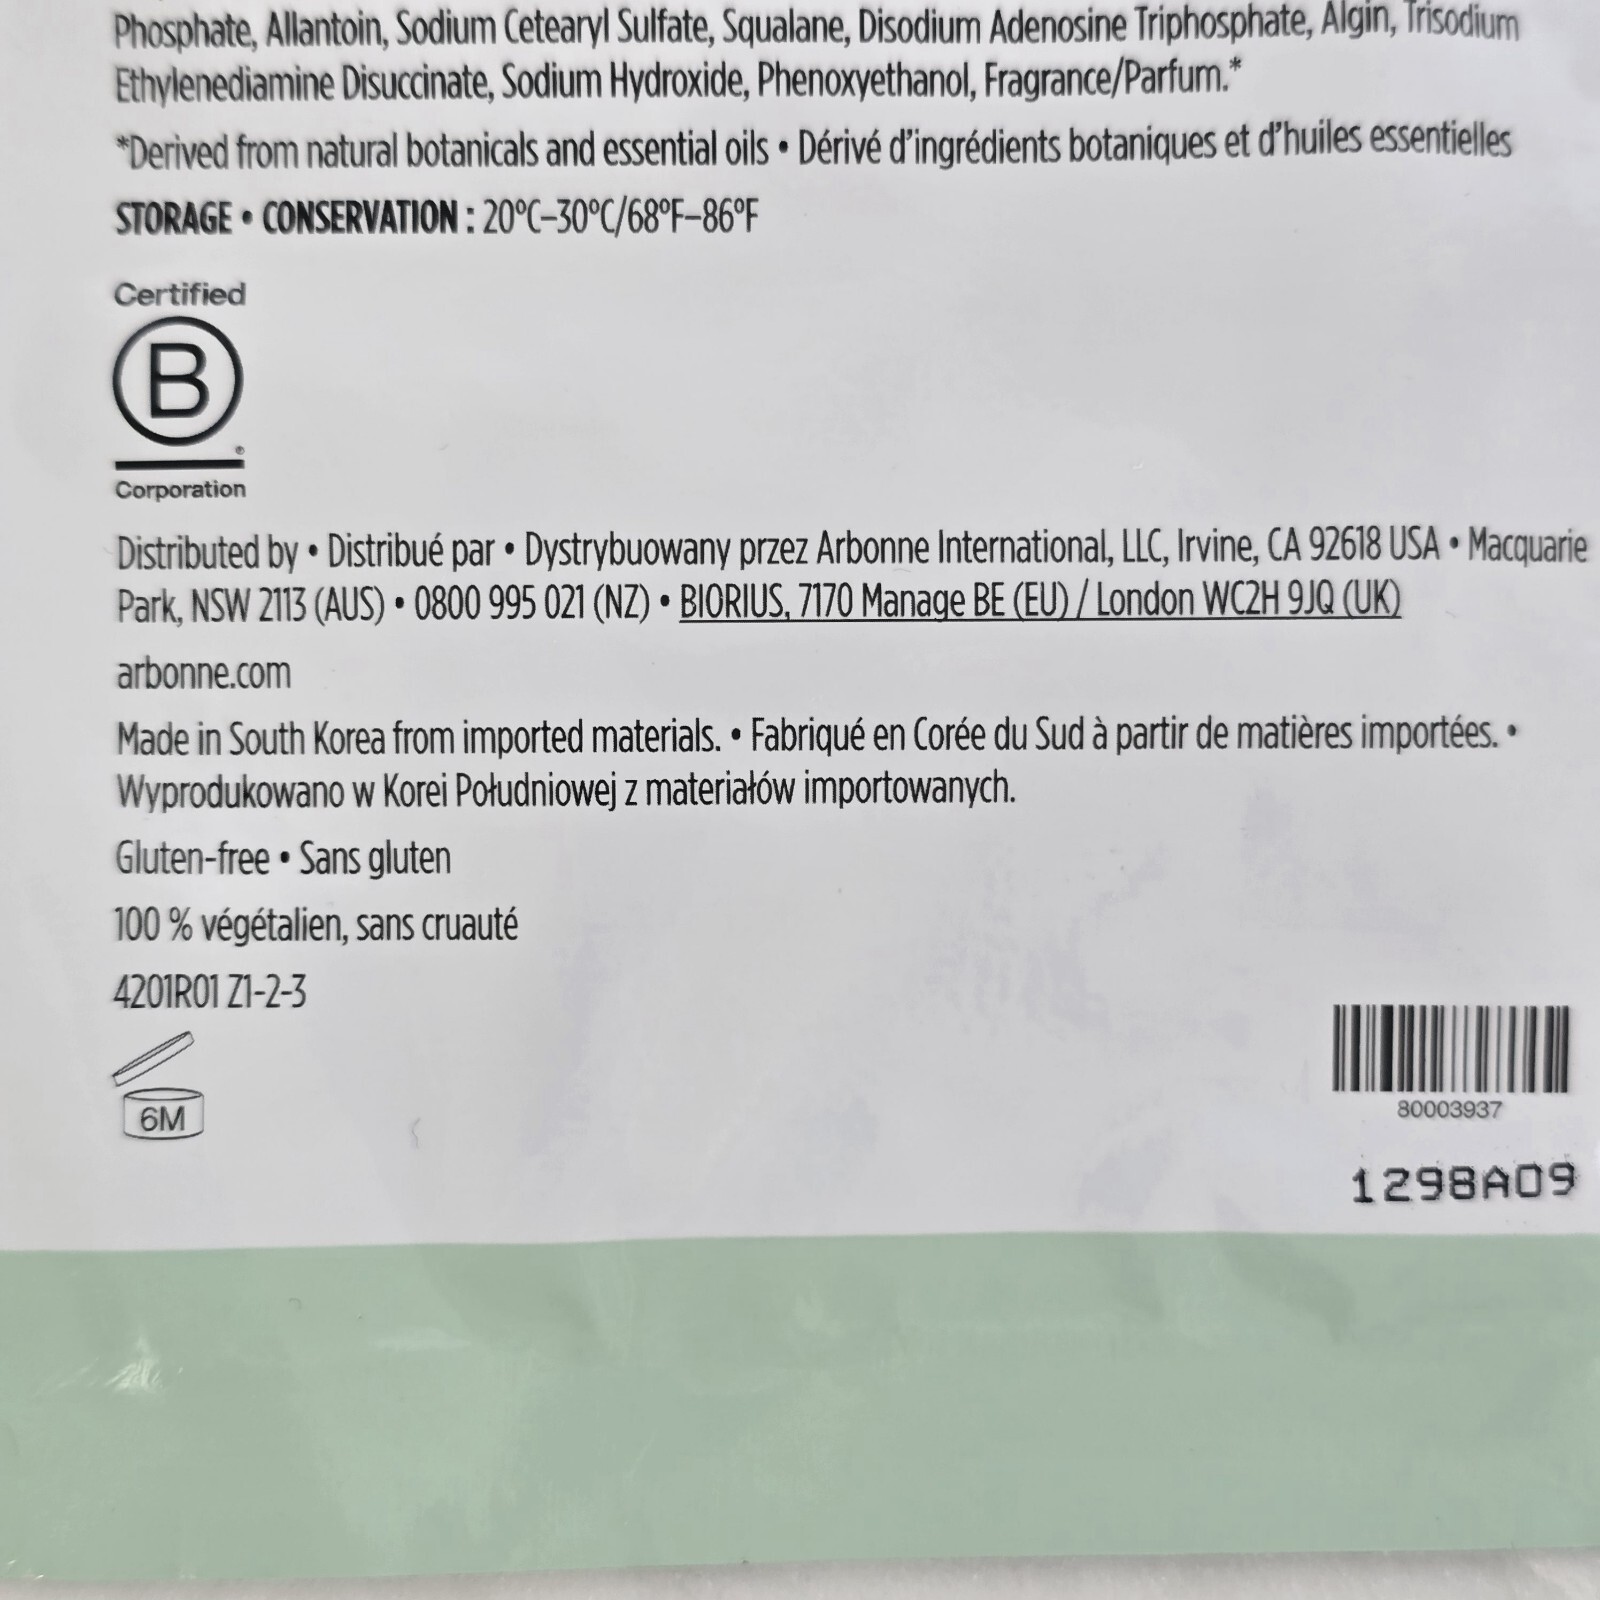 Phosphate, Allantoin, Sodium Cetearyl Sulfate, Squalane, Disodium Adenosine Triphosphate, Algin, Trisodium
Ethylenediamine Disuccinate, Sodium Hydroxide, Phenoxyethanol, Fragrance/Parfum.*
*Derived from natural botanicals and essential oils • Dérivé d'ingrédients botaniques et d'huiles essentielles
STORAGE • CONSERVATION : 20°C–30°C/68°F–86°F
Certified
B
®
Corporation
Distributed by • Distribué par • Dystrybuowany przez Arbonne International, LLC, Irvine, CA 92618 USA • Macquarie
Park, NSW 2113 (AUS) • 0800 995 021 (NZ) • BIORIUS, 7170 Manage BE (EU) / London WC2H 9JQ (UK)
arbonne.com
Made in South Korea from imported materials. • Fabriqué en Corée du Sud à partir de matières importées. •
Wyprodukowano w Korei Południowej z materiałów importowanych.
Gluten-free • Sans gluten
100 % végétalien, sans cruauté
4201R01 Z1-2-3
6M
80003937
1298A09